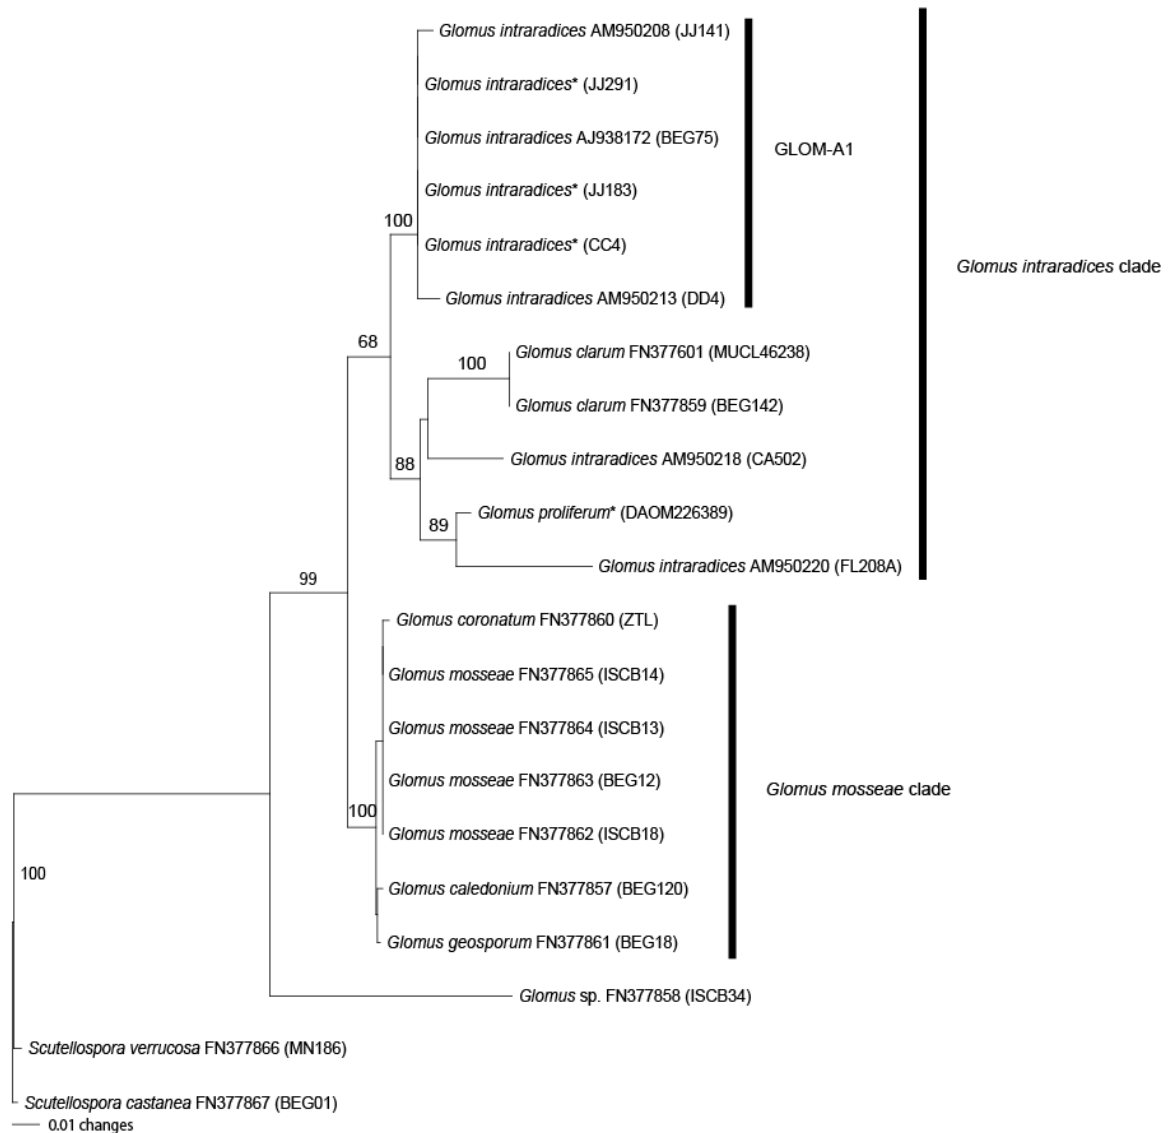 Glomus intraradices AM950208 (JJ141)
Glomus intraradices* (JJ291)
Glomus intraradices AJ938172 (BEG75)
GLOM-A1
Glomus intraradices* (JJ183)
100
Glomus intraradices* (CC4)
Glomus intraradices clade
Glomus intraradices AM950213 (DD4)
68
Glomus clarum FN377601 (MUCL46238)
100
Glomus clarum FN377859 (BEG142)
Glomus intraradices AM950218 (CA502)
88
Glomus proliferum* (DAOM226389)
89
Glomus intraradices AM950220 (FL208A)
99
Glomus coronatum FN377860 (ZTL)
Glomus mosseae FN377865 (ISCB14)
Glomus mosseae FN377864 (ISCB13)
Glomus mosseae FN377863 (BEG12)
Glomus mosseae clade
100
Glomus mosseae FN377862 (ISCB18)
100
Glomus caledonium FN377857 (BEG120)
Glomus geosporum FN377861 (BEG18)
Glomus sp. FN377858 (ISCB34)
Scutellospora verrucosa FN377866 (MN186)
Scutellospora castanea FN377867 (BEG01)
0.01 changes